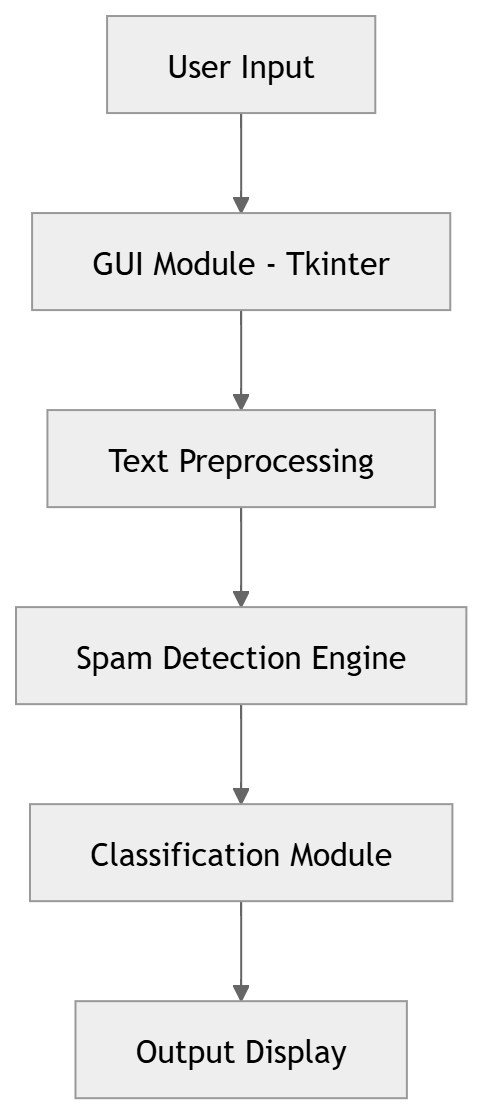 User Input
GUI Module - Tkinter
Text Preprocessing
Spam Detection Engine
Classification Module
Output Display